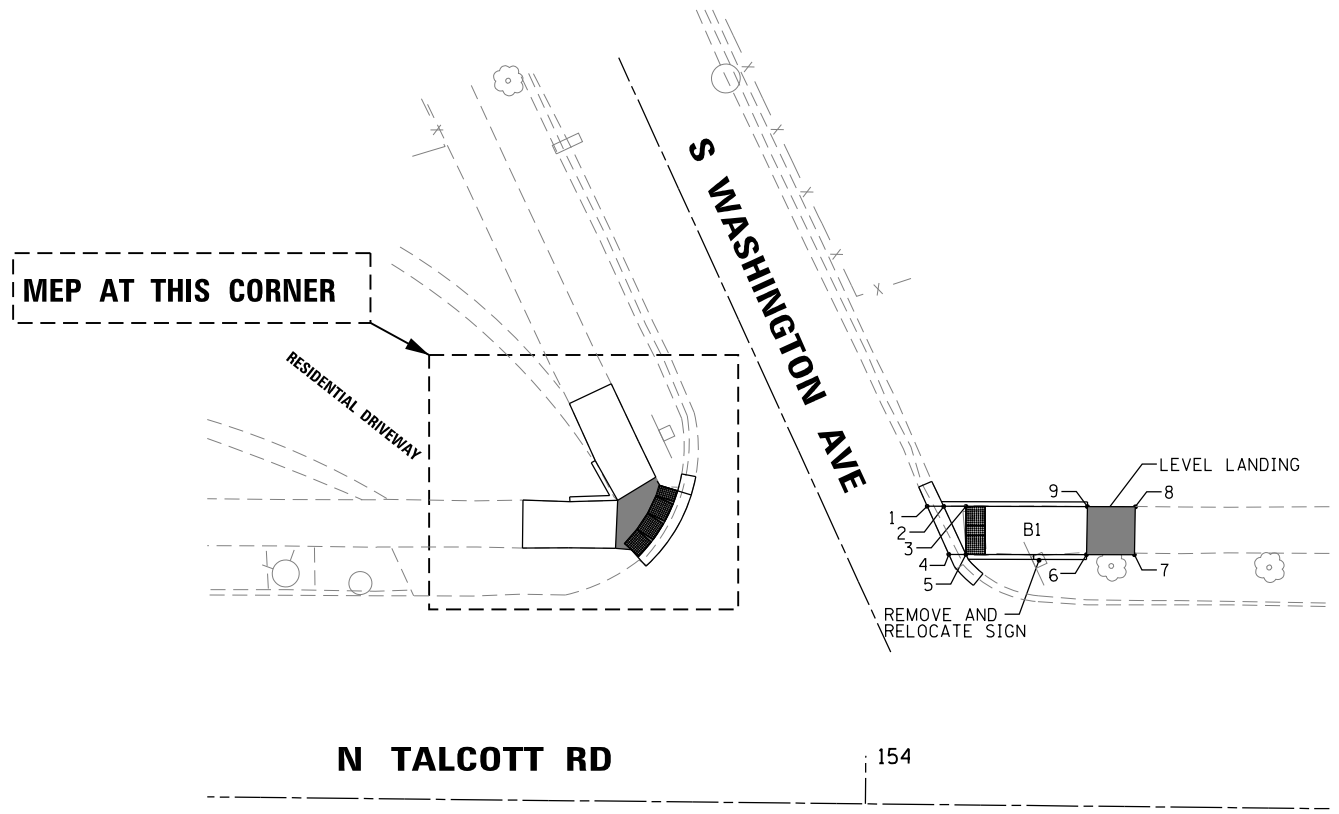 S WASHINGTON AVE
MEP AT THIS CORNER
RESIDENTIAL DRIVEWAY
LEVEL LANDING
9
8
1
2
3
B1
4
5
6
7
REMOVE AND
RELOCATE SIGN
N TALCOTT RD
154